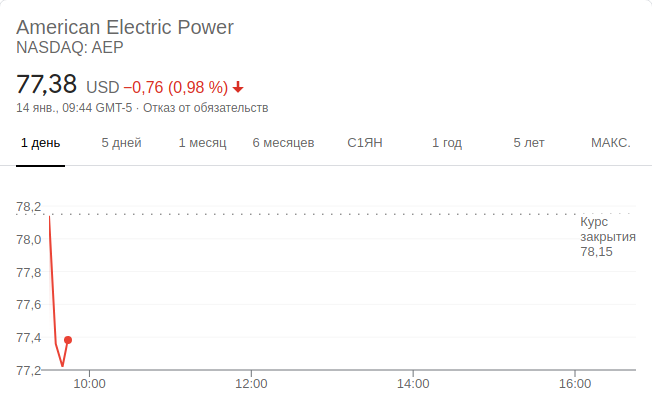 American Electric Power
NASDAQ: AEP
77,38 USD −0,76 (0,98 %)
14 янв., 09:44 GMT-5 · Отказ от обязательств
1 день 5 дней 1 месяц 6 месяцев С1ЯН 1 год 5 лет МАКС.
78,2
78,0
77,8
77,6
77,4
77,2
Курс
закрытия
78,15
10:00 12:00 14:00 16:00